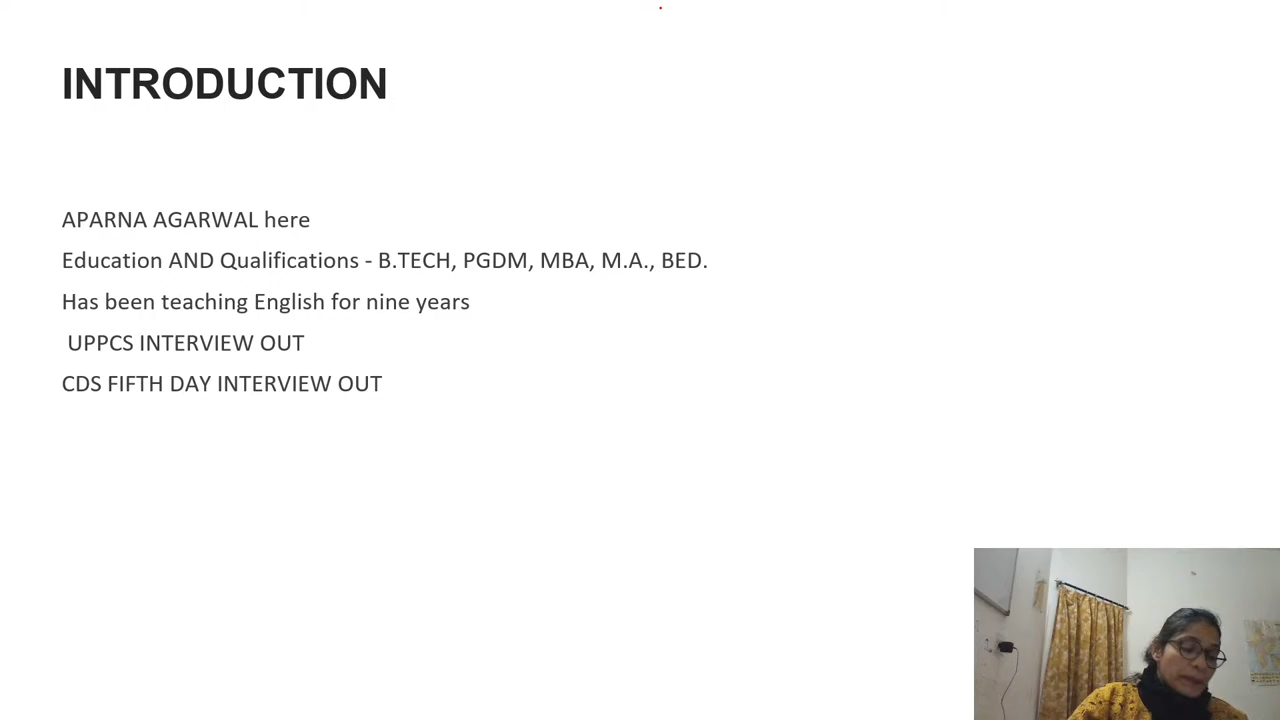 INTRODUCTION
APARNA AGARWAL here
Education AND Qualifications - B.TECH, PGDM, MBA, M.A., BED.
Has been teaching English for nine years
UPPCS INTERVIEW OUT
CDS FIFTH DAY INTERVIEW OUT